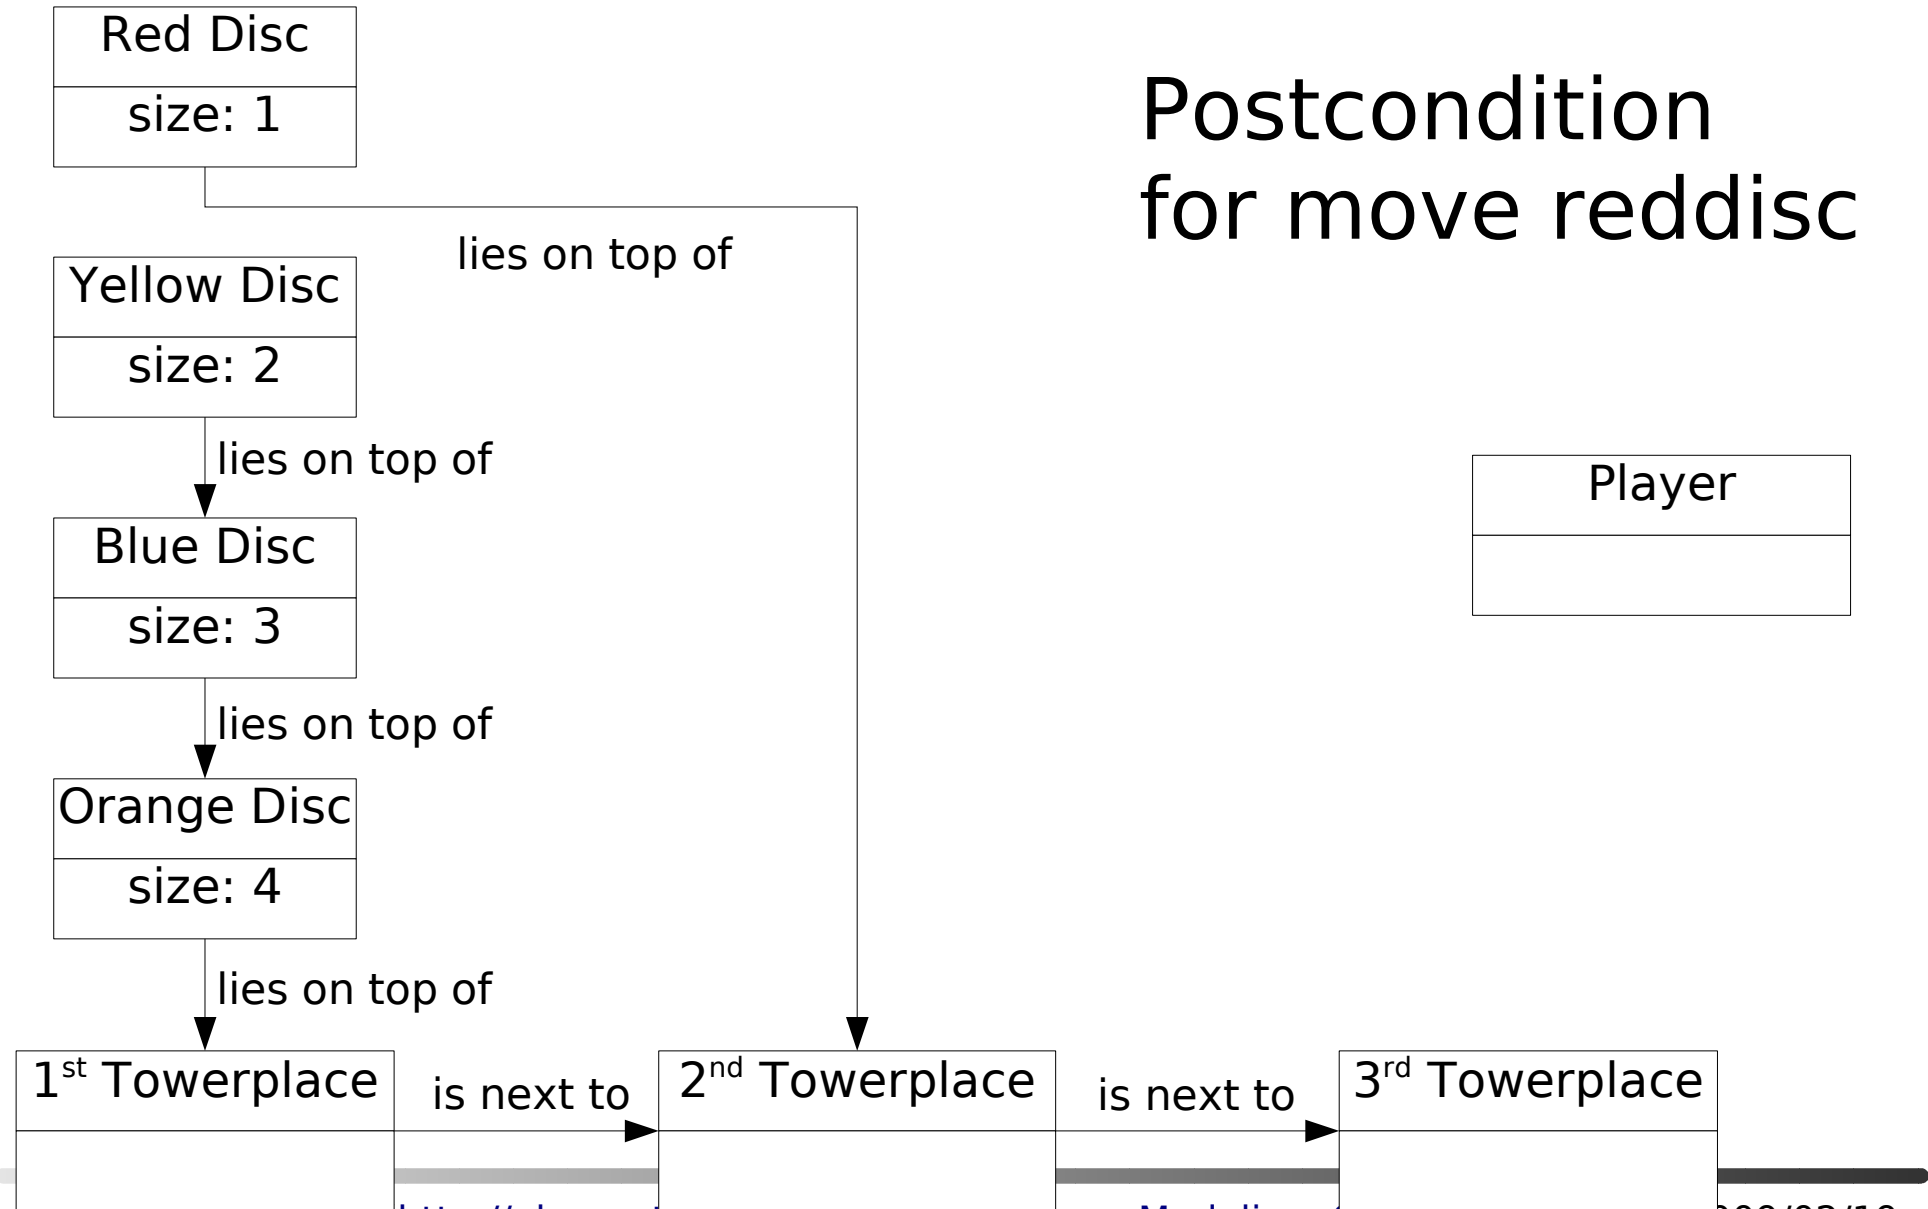 Red Disc
size: 1
Postcondition
for move reddisc
lies on top of
Yellow Disc
size: 2
lies on top of
Player
Blue Disc
size: 3
lies on top of
Orange Disc
size: 4
lies on top of
1st Towerplace
is next to
2nd Towerplace
is next to
3rd Towerplace